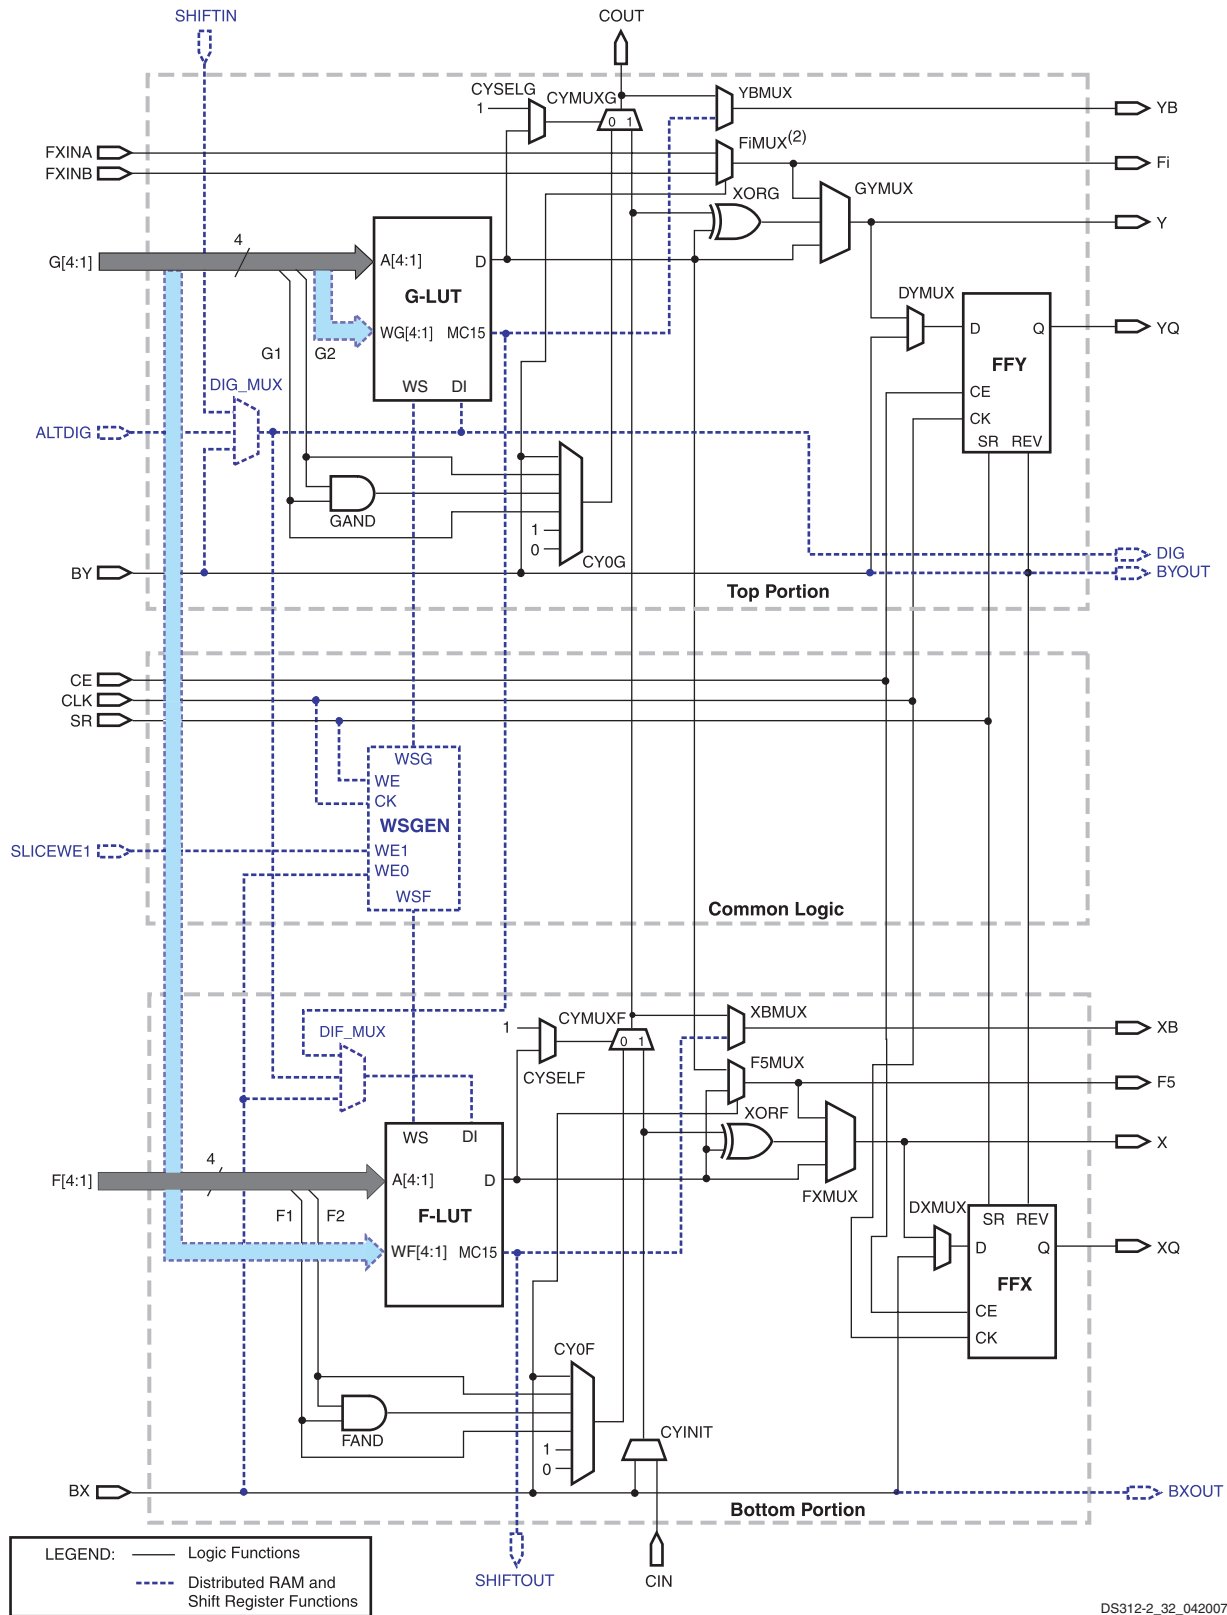 SHIFTIN
COUT
CYSELG
1
CYMUXG
0 1
YBMUX
YB
FXINA
FXINB
FiMUX(2)
Fi
XORG
GYMUX
Y
G[4:1]
4
A[4:1]
D
G-LUT
WG[4:1]
MC15
WS
DI
G1
G2
DYMUX
D
Q
FFY
CE
CK
SR
REV
YQ
DIG_MUX
ALTDIG
GAND
1
0
CY0G
DIG
BY
BYOUT
Top Portion
CE
CLK
SR
WSG
WE
CK
WSGEN
SLICEWE1
WE1
WE0
WSF
Common Logic
1
CYMUXF
0 1
CYSELF
XBMUX
XB
DIF_MUX
F5MUX
F5
XORF
X
FXMUX
WS
DI
F[4:1]
4
A[4:1]
D
F-LUT
WF[4:1]
MC15
F1
F2
DXMUX
SR
REV
D
Q
FFX
CE
CK
XQ
CY0F
FAND
1
0
CYINIT
BX
BXOUT
Bottom Portion
SHIFTOUT
CIN
LEGEND:
Logic Functions
Distributed RAM and
Shift Register Functions
DS312-2_32_042007